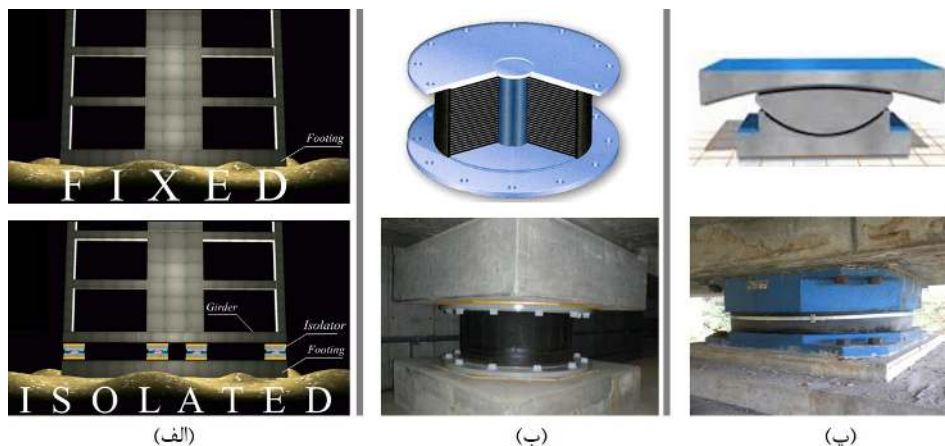 Footing
FIXED
Girder
Isolator
Footing
ISOLATED
(الف)
(ب)
(پ)